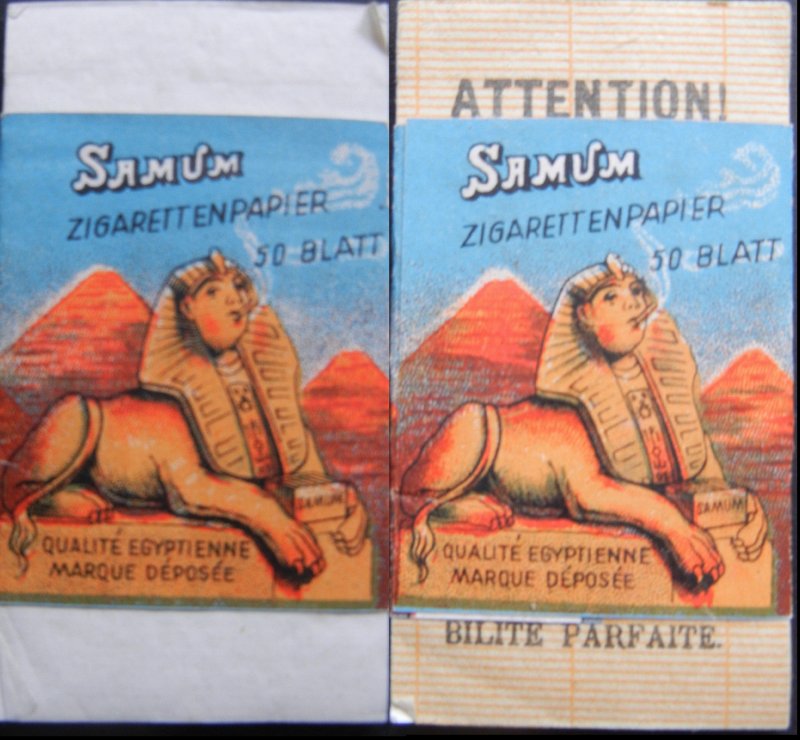 SAMUM
ZIGARETTENPAPIER
50 BLATT
SAMUM
QUALITÉ EGYPTIENNE
MARQUE DÉPOSÉE
ATTENTION!
SAMUM
ZIGARETTENPAPIER
50 BLATT
SAMUM
QUALITÉ EGYPTIENNE
MARQUE DÉPOSÉE
BILITÉ PARFAITE.